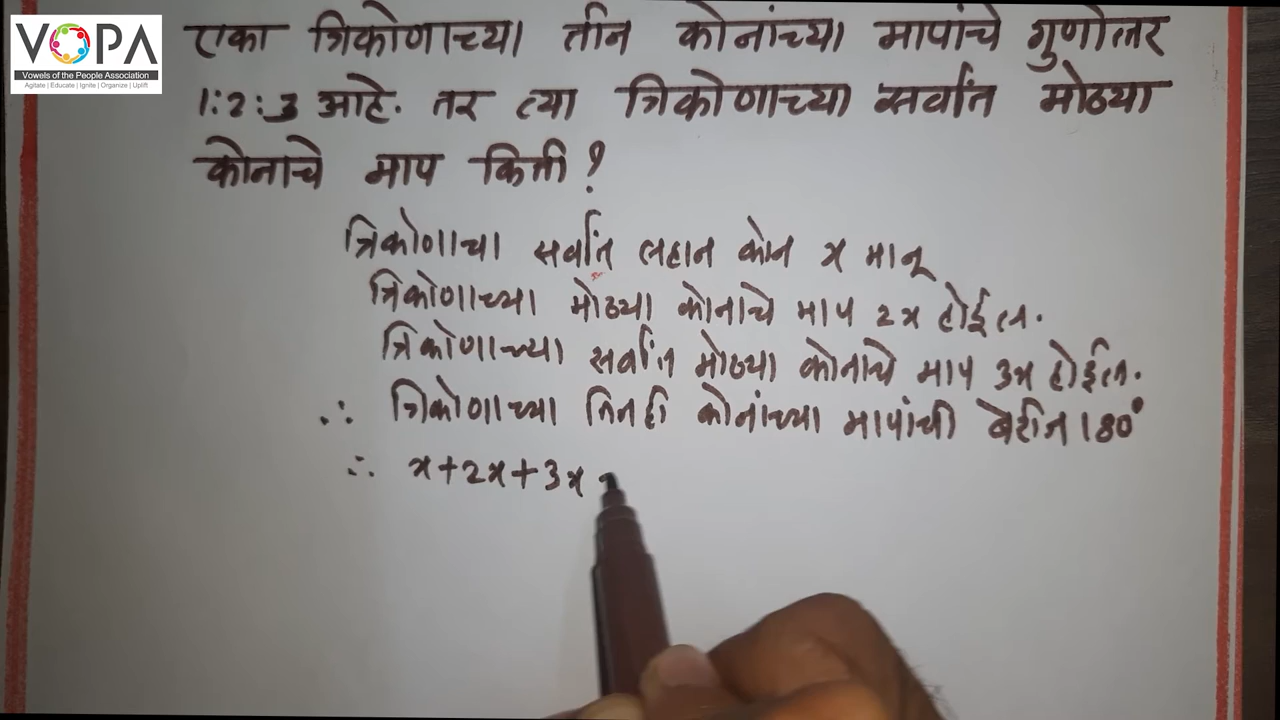 VOPA
Vowels of the People Association
Agitate | Educate | Ignite | Organize | Uplift
एका त्रिकोणाच्या तीन कोनांच्या मापांचे गुणोत्तर
1:2:3 आहे. तर त्या त्रिकोणाच्या सर्वात मोठ्या
कोनाचे माप किती?
त्रिकोणाचा सर्वात लहान कोन x मानू
त्रिकोणाच्या मोठ्या कोनाचे माप 2x होईल.
त्रिकोणाच्या सर्वात मोठ्या कोनाचे माप 3x होईल.
∴ त्रिकोणाच्या तिनही कोनांच्या मापांची बेरीज 180°
∴ x+2x+3x